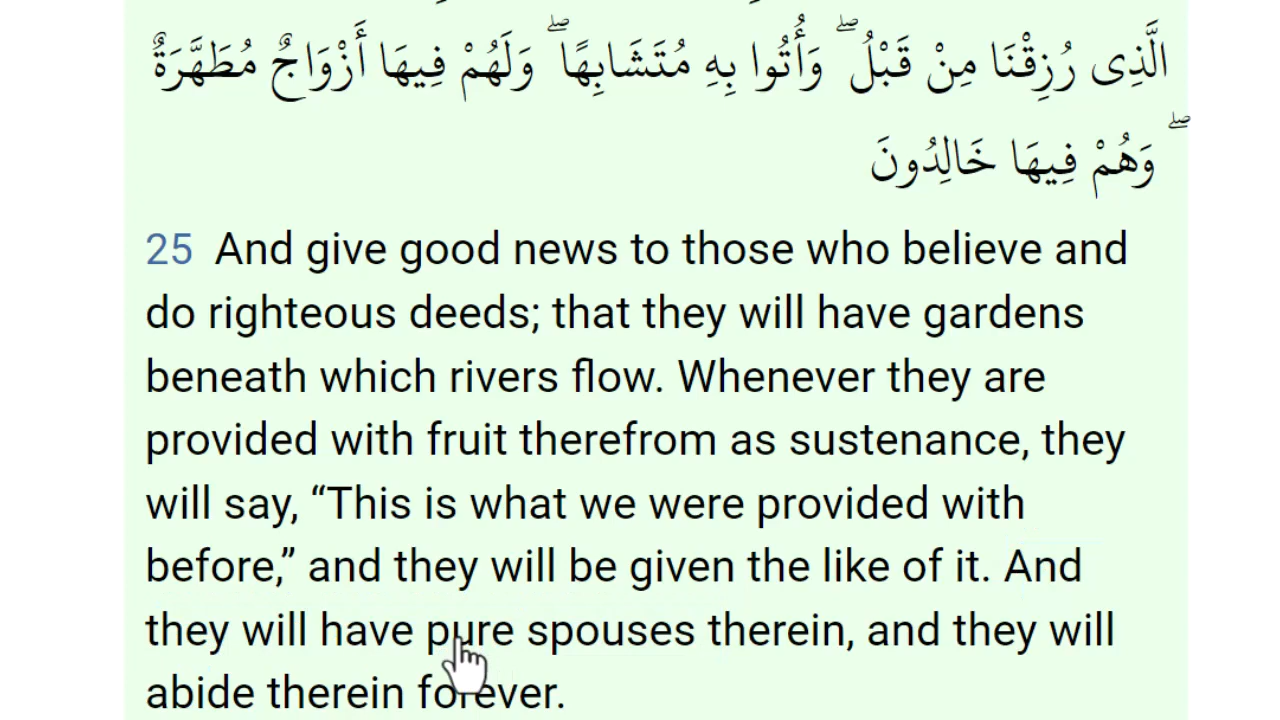 الَّذِى رُزِقْنَا مِنْ قَبْلُ ۖ وَأُتُوا بِهِ مُتَشَابِهًا ۖ وَلَهُمْ فِيهَا أَزْوَاجٌ مُطَهَّرَةٌ
ۖ وَهُمْ فِيهَا خَالِدُونَ
25 And give good news to those who believe and
do righteous deeds; that they will have gardens
beneath which rivers flow. Whenever they are
provided with fruit therefrom as sustenance, they
will say, “This is what we were provided with
before,” and they will be given the like of it. And
they will have pure spouses therein, and they will
abide therein forever.